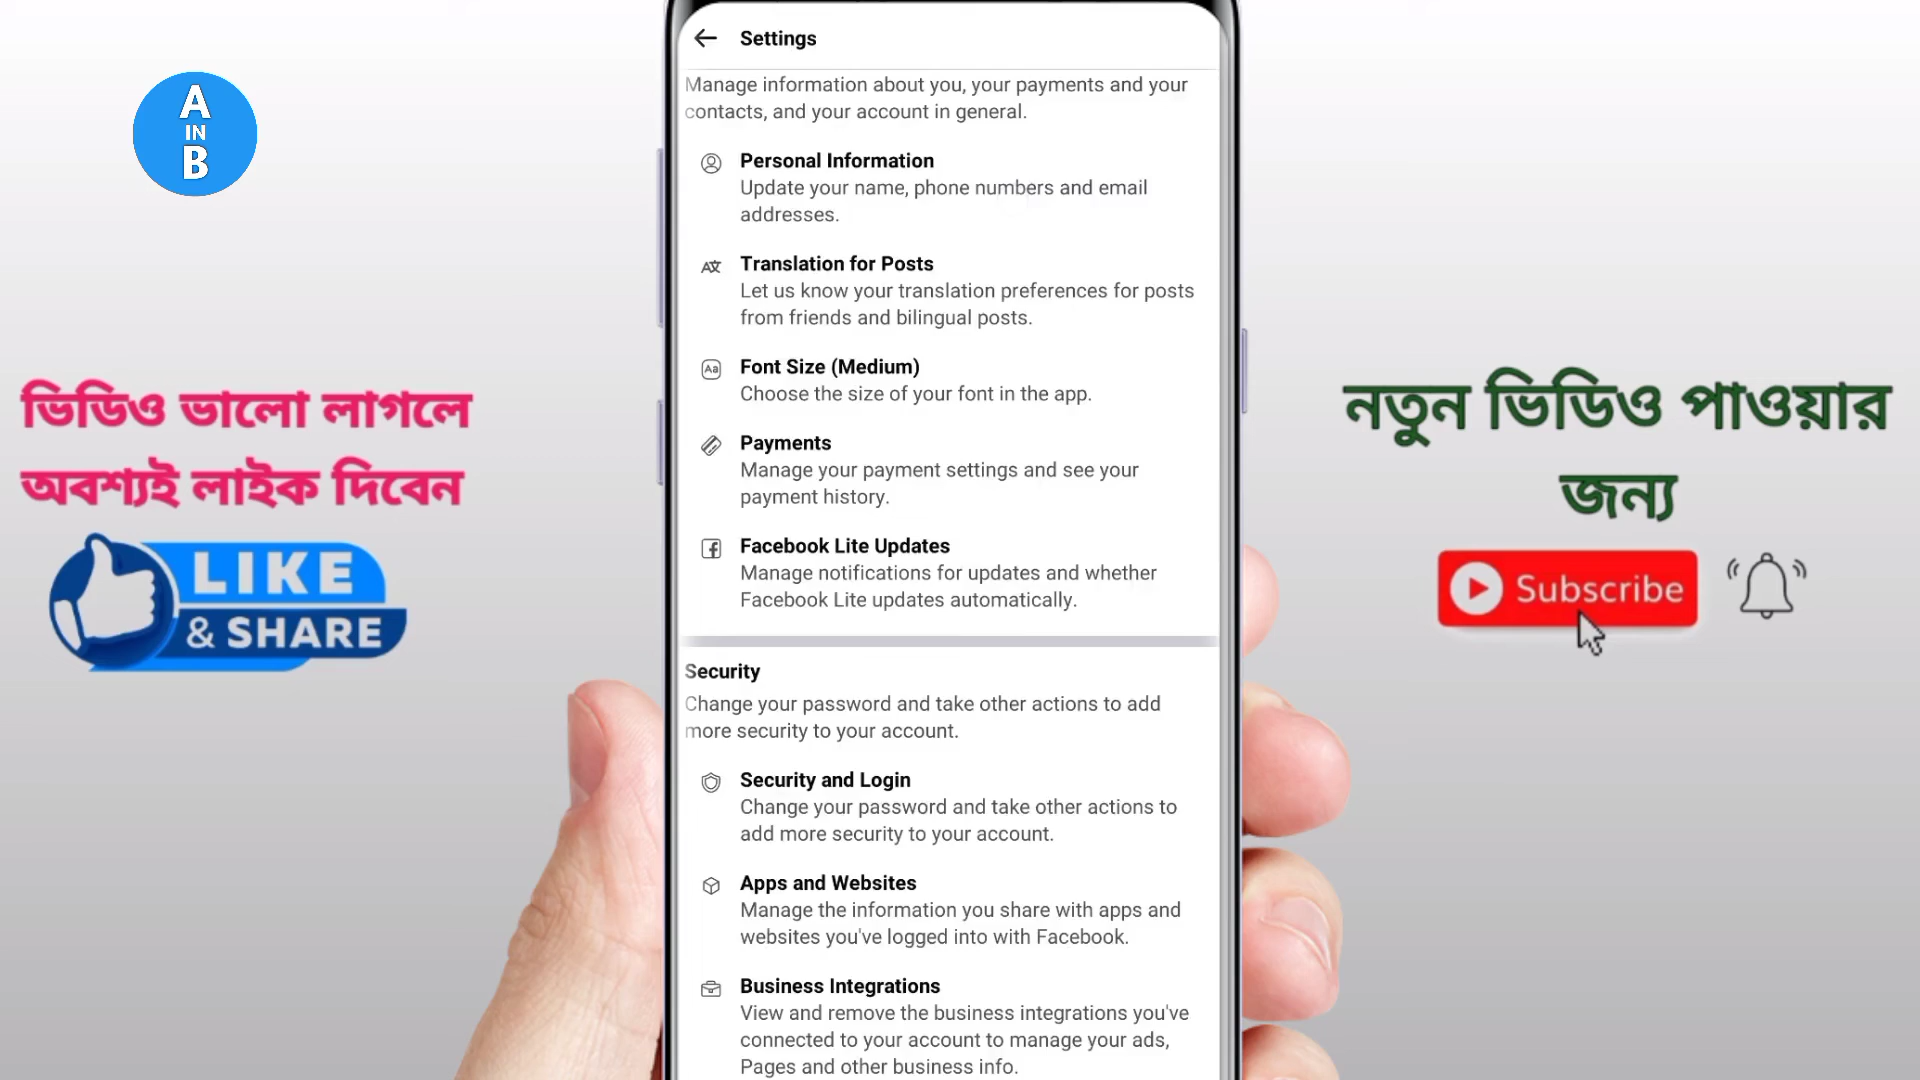 A
IN
B
ভিডিও ভালো লাগলে
অবশ্যই লাইক দিবেন
LIKE
& SHARE
Settings
Manage information about you, your payments and your
contacts, and your account in general.
Personal Information
Update your name, phone numbers and email
addresses.
Translation for Posts
Let us know your translation preferences for posts
from friends and bilingual posts.
Font Size (Medium)
Choose the size of your font in the app.
Payments
Manage your payment settings and see your
payment history.
Facebook Lite Updates
Manage notifications for updates and whether
Facebook Lite updates automatically.
Security
Change your password and take other actions to add
more security to your account.
Security and Login
Change your password and take other actions to
add more security to your account.
Apps and Websites
Manage the information you share with apps and
websites you've logged into with Facebook.
Business Integrations
View and remove the business integrations you've
connected to your account to manage your ads,
Pages and other business info.
নতুন ভিডিও পাওয়ার
জন্য
Subscribe